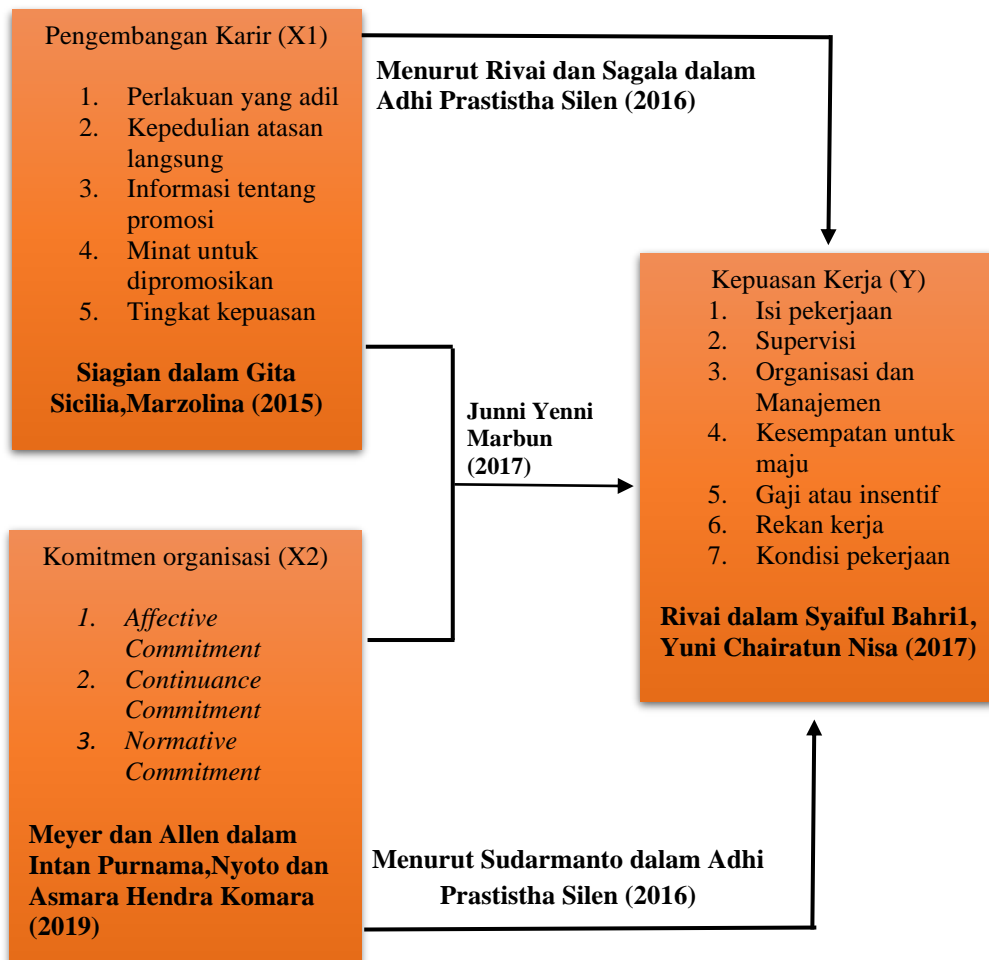 Pengembangan Karir (X1)
1. Perlakuan yang adil
2. Kepedulian atasan
langsung
3. Informasi tentang
promosi
4. Minat untuk
dipromosikan
5. Tingkat kepuasan
Siagian dalam Gita
Sicilia,Marzolina (2015)
Menurut Rivai dan Sagala dalam
Adhi Prastistha Silen (2016)
Junni Yenni
Marbun
(2017)
Kepuasan Kerja (Y)
1. Isi pekerjaan
2. Supervisi
3. Organisasi dan
Manajemen
4. Kesempatan untuk
maju
5. Gaji atau insentif
6. Rekan kerja
7. Kondisi pekerjaan
Rivai dalam Syaiful Bahri1,
Yuni Chairatun Nisa (2017)
Komitmen organisasi (X2)
1. Affective
Commitment
2. Continuance
Commitment
3. Normative
Commitment
Meyer dan Allen dalam
Intan Purnama,Nyoto dan
Asmara Hendra Komara
(2019)
Menurut Sudarmanto dalam Adhi
Prastistha Silen (2016)